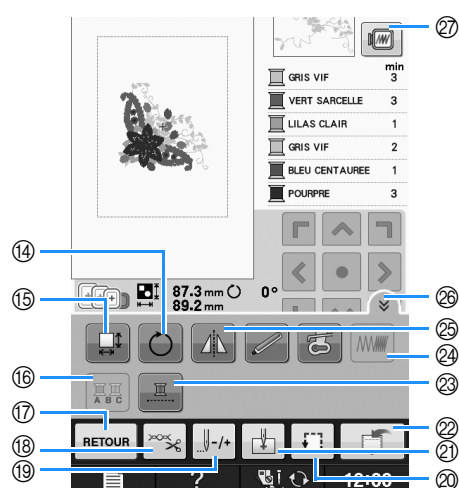 ㉗
min
GRIS VIF 3
VERT SARCELLE 3
LILAS CLAIR 1
GRIS VIF 2
BLEU CENTAUREE 1
POURPRE 3
⑭
87.3 mm 0°
89.2 mm
㉖
⑮
㉕
㉔
⑯
A B C
㉓
⑰
RETOUR
-/+
㉒
⑱
㉑
⑲
⑳
?
12:00